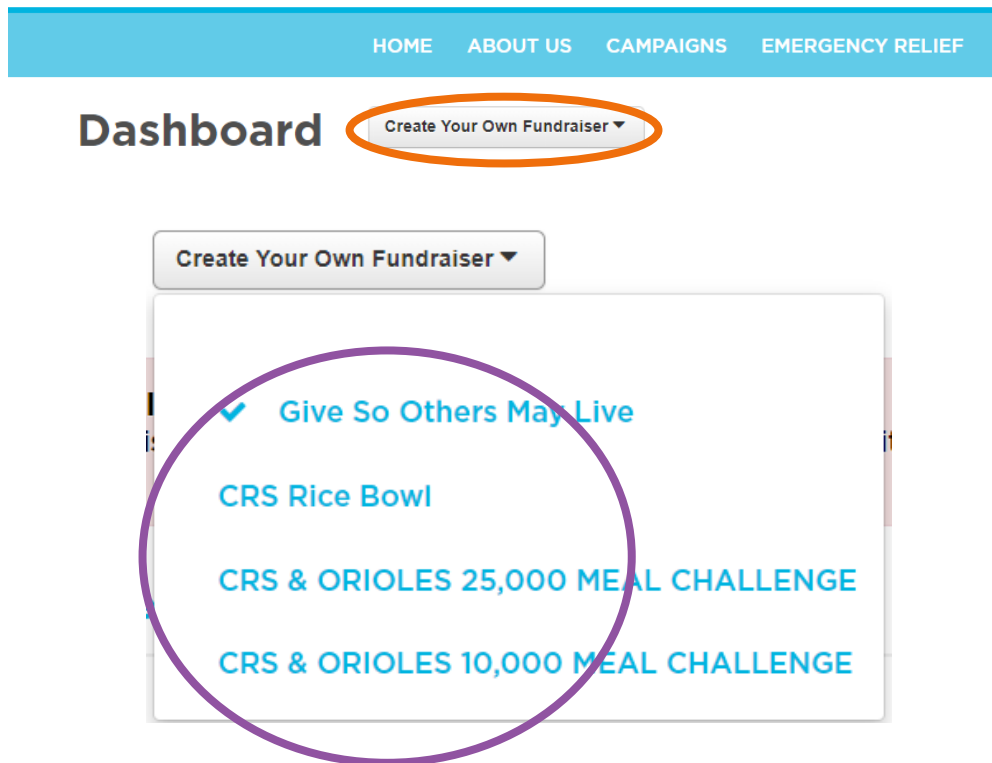 HOME ABOUT US CAMPAIGNS EMERGENCY RELIEF
Dashboard Create Your Own Fundraiser
Create Your Own Fundraiser
Give So Others May Live
CRS Rice Bowl
CRS & ORIOLES 25,000 MEAL CHALLENGE
CRS & ORIOLES 10,000 MEAL CHALLENGE